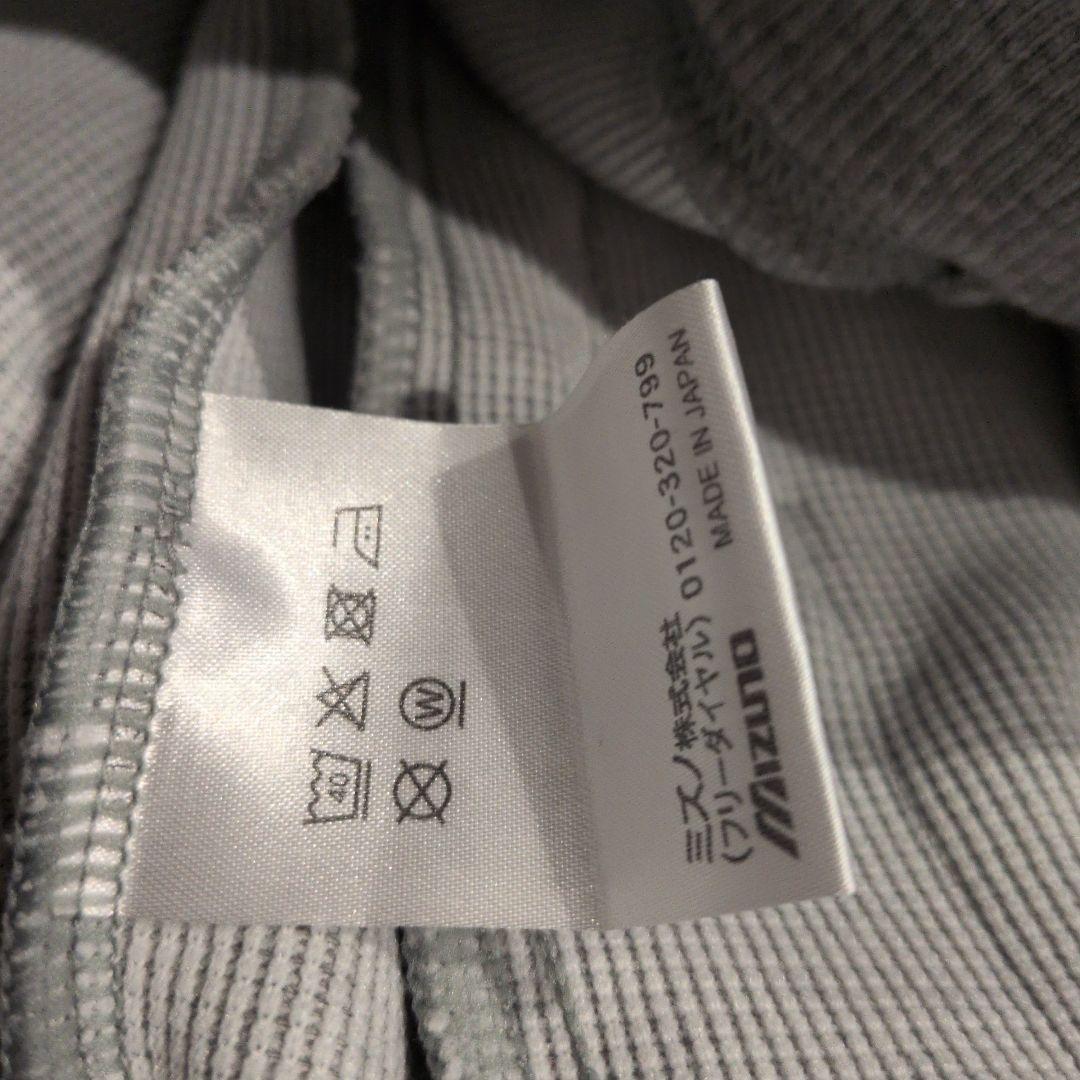 40
W
ミズノ株式会社
(フリーダイヤル) 0120-320-799
Mizuno MADE IN JAPAN